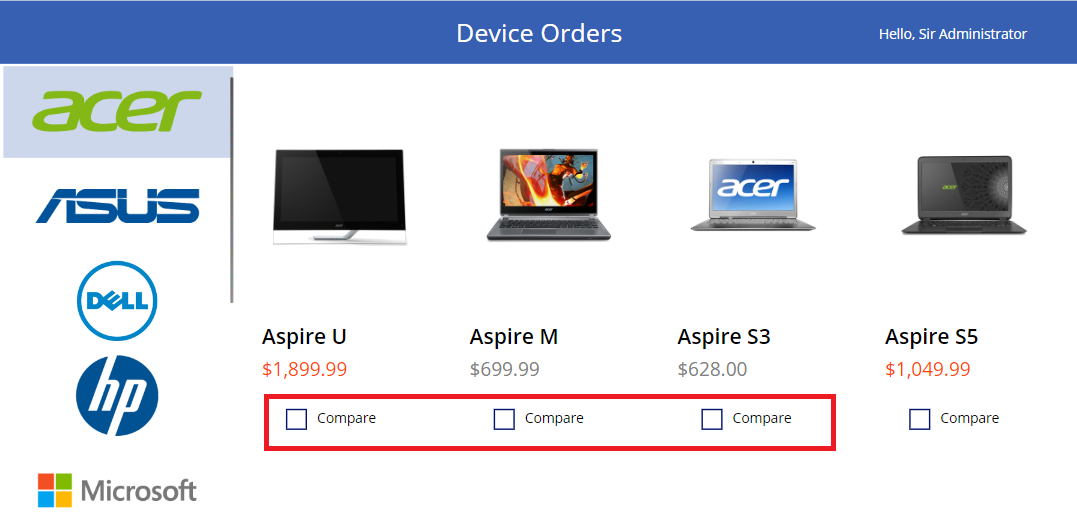 Device Orders
Hello, Sir Administrator
acer
ASUS
DELL
hp
Microsoft
acer
acer
Aspire U
Aspire M
Aspire S3
Aspire S5
$1,899.99
$699.99
$628.00
$1,049.99
Compare
Compare
Compare
Compare